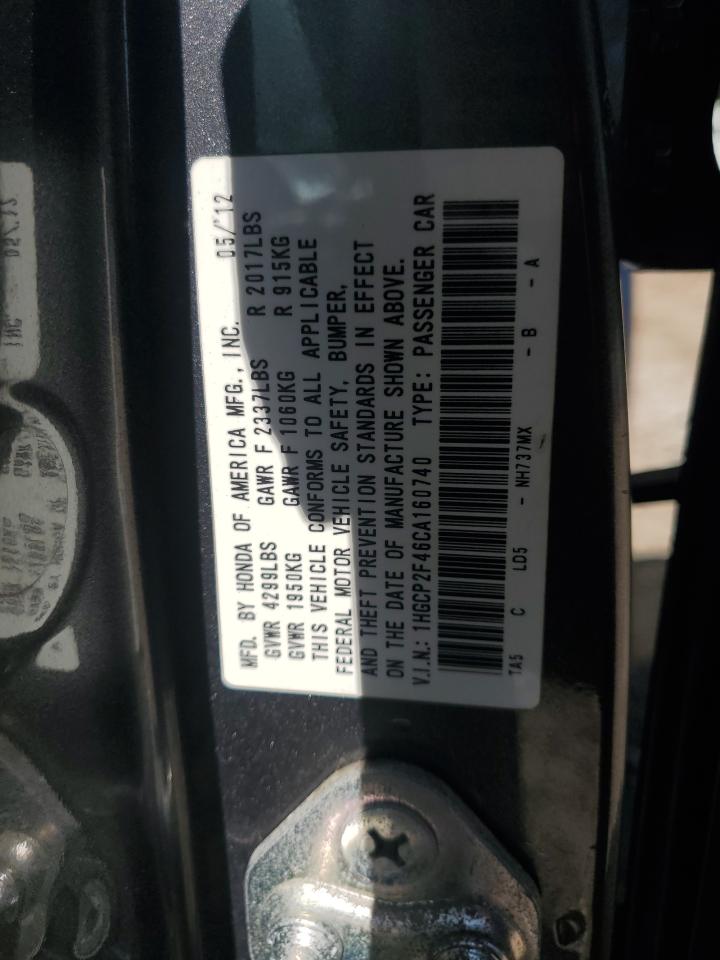 MFD. BY HONDA OF AMERICA MFG., INC. 05/'12
GVWR 4299LBS GAWR F 2337LBS R 2017LBS
GVWR 1950KG GAWR F 1060KG R 915KG
THIS VEHICLE CONFORMS TO ALL APPLICABLE
FEDERAL MOTOR VEHICLE SAFETY, BUMPER,
AND THEFT PREVENTION STANDARDS IN EFFECT
ON THE DATE OF MANUFACTURE SHOWN ABOVE.
V.I.N.: 1HGCP2F46CA160740 TYPE: PASSENGER CAR
TA5 C LD5 - NH737MX - B - A